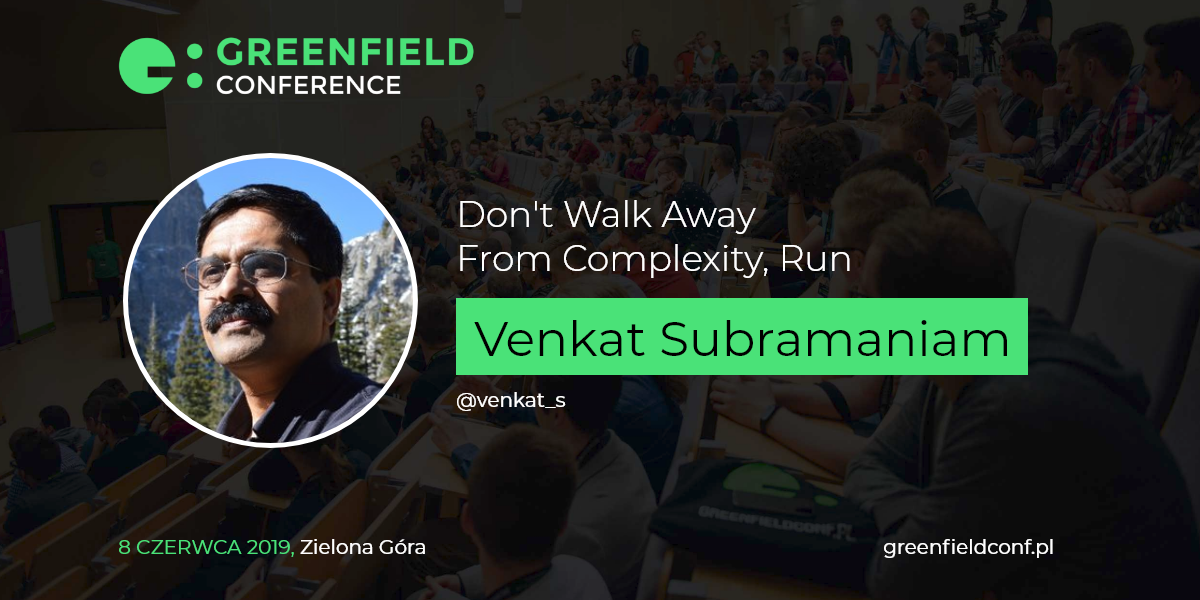 GREENFIELD
CONFERENCE
Don't Walk Away
From Complexity, Run
Venkat Subramaniam
@venkat_s
GREENFIELDCONF.PL
8 CZERWCA 2019, Zielona Góra
greenfieldconf.pl